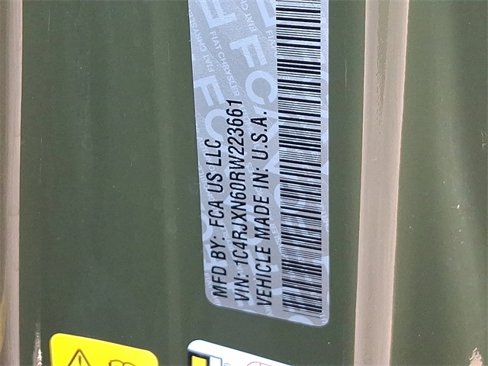 MFD BY: FCA US LLC
VIN: 1C4RJXN60RW223661
VEHICLE MADE IN: U.S.A.